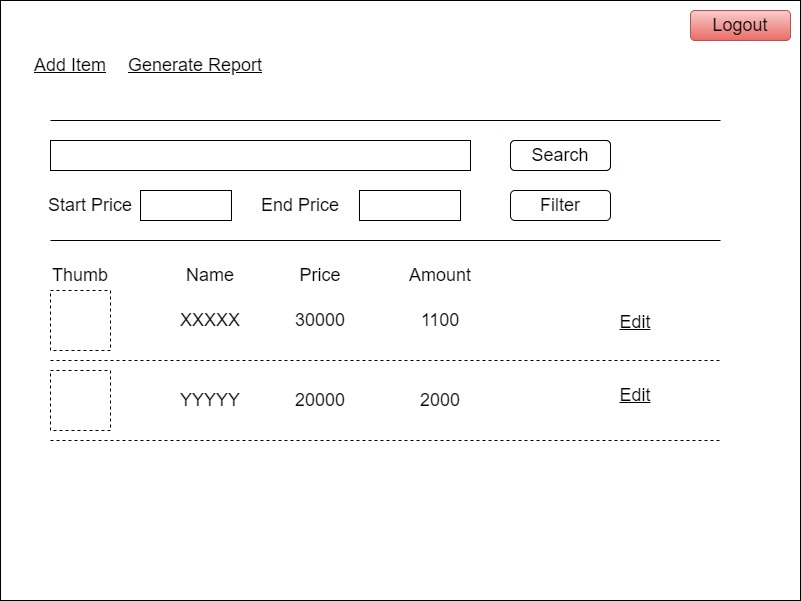 Logout
Add Item Generate Report
Search
Start Price End Price Filter
Thumb Name Price Amount
XXXXX 30000 1100 Edit
YYYYY 20000 2000 Edit